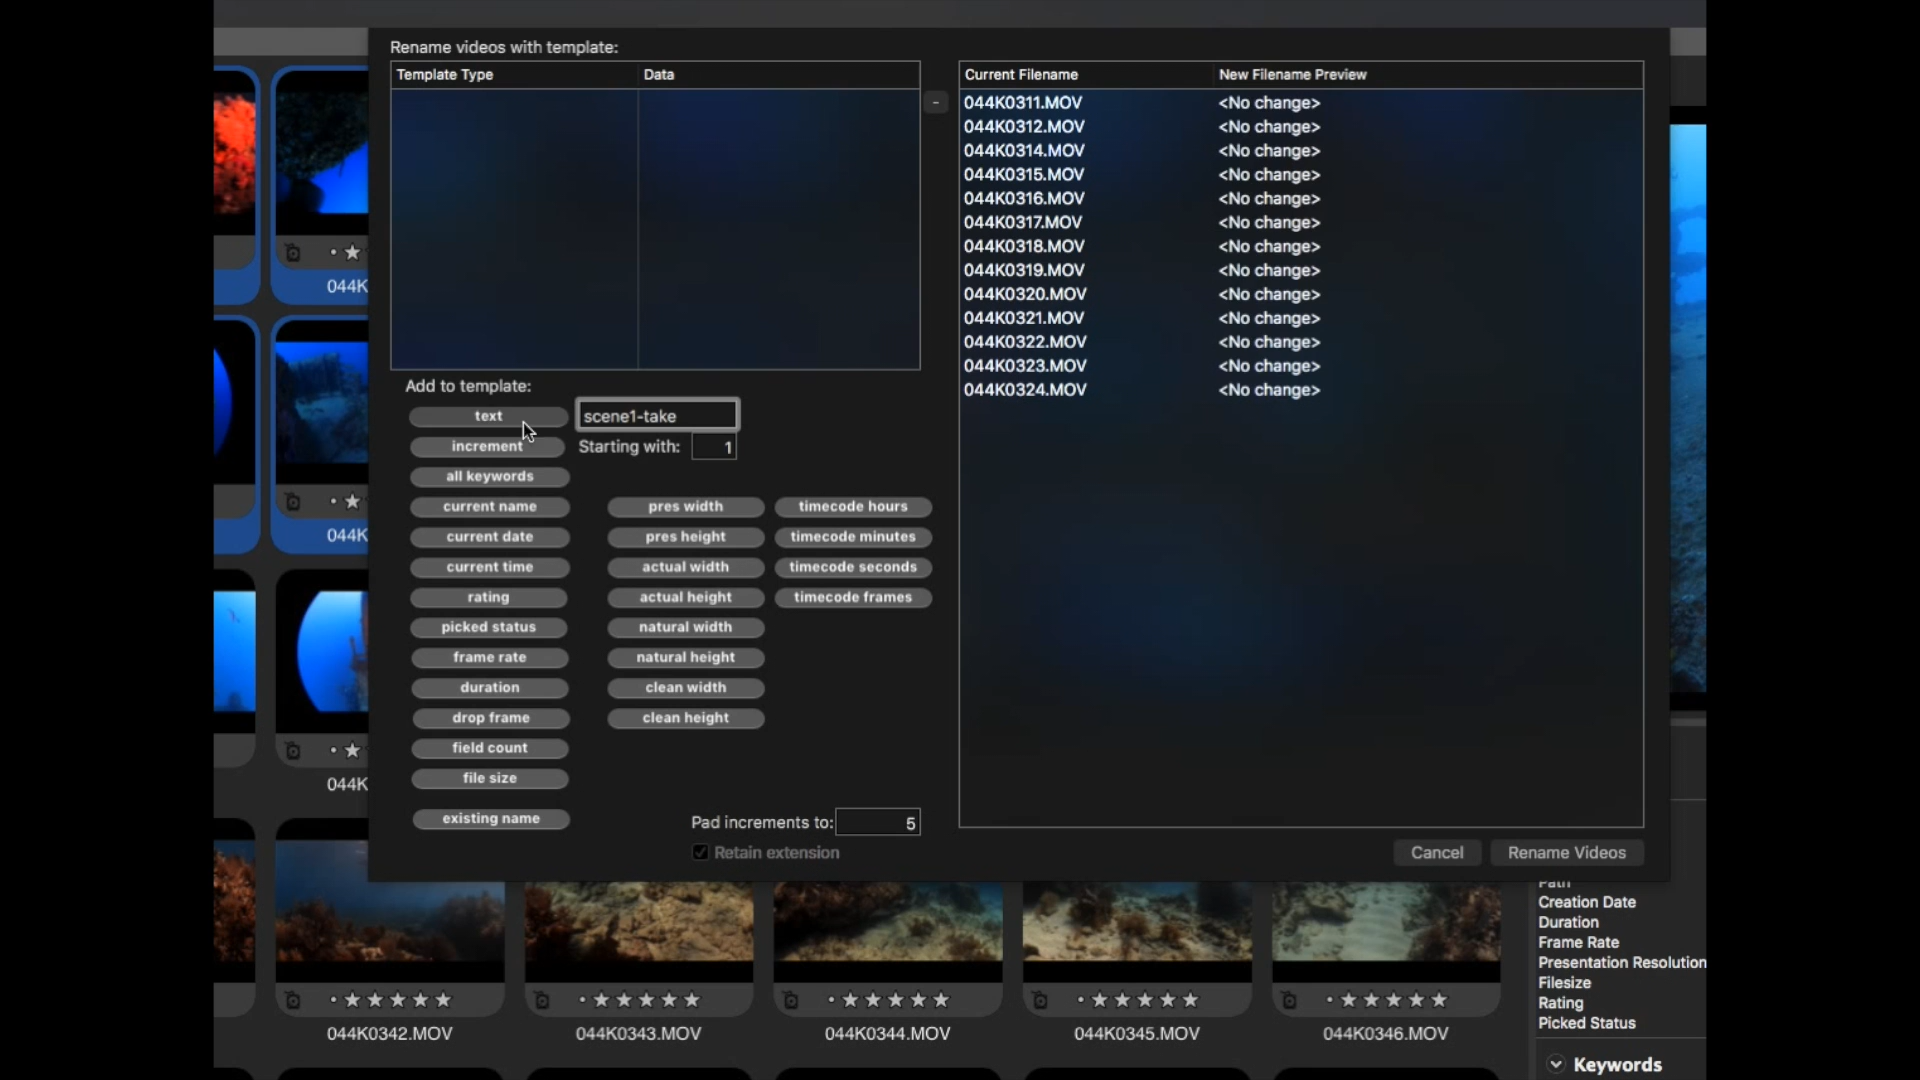 Rename videos with template:
Template Type Data
Current Filename New Filename Preview
-
044K0311.MOV <No change>
044K0312.MOV <No change>
044K0314.MOV <No change>
044K0315.MOV <No change>
044K0316.MOV <No change>
044K0317.MOV <No change>
044K0318.MOV <No change>
044K0319.MOV <No change>
044K0320.MOV <No change>
044K0321.MOV <No change>
044K0322.MOV <No change>
044K0323.MOV <No change>
044K0324.MOV <No change>
044K
044K
044K
Add to template:
text scene1-take
increment Starting with: 1
all keywords
current name pres width timecode hours
current date pres height timecode minutes
current time actual width timecode seconds
rating actual height timecode frames
picked status natural width
frame rate natural height
duration clean width
drop frame clean height
field count
file size
existing name
Pad increments to: 5
Retain extension
Cancel Rename Videos
Path
Creation Date
Duration
Frame Rate
Presentation Resolution
Filesize
Rating
Picked Status
Keywords
044K0342.MOV 044K0343.MOV 044K0344.MOV 044K0345.MOV 044K0346.MOV